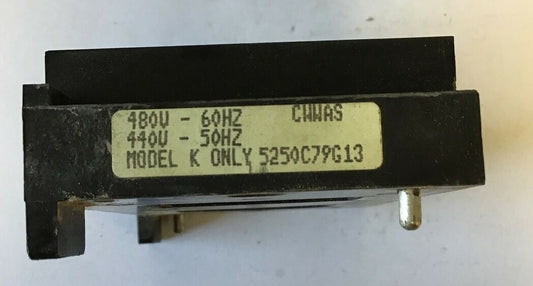 480V - 60HZ CWWAS
440V - 50HZ
MODEL K ONLY 5250C79G13